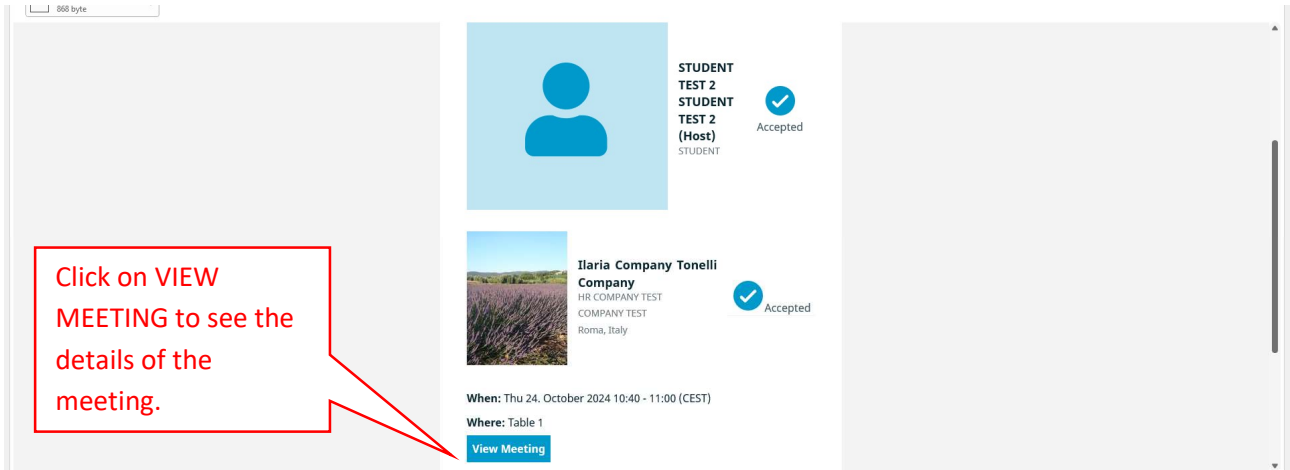 868 byte
STUDENT
TEST 2
STUDENT
TEST 2
(Host)
STUDENT
Accepted
Click on VIEW
MEETING to see the
details of the
meeting.
Ilaria Company Tonelli
Company
HR COMPANY TEST
COMPANY TEST
Roma, Italy
Accepted
When: Thu 24. October 2024 10:40 - 11:00 (CEST)
Where: Table 1
View Meeting